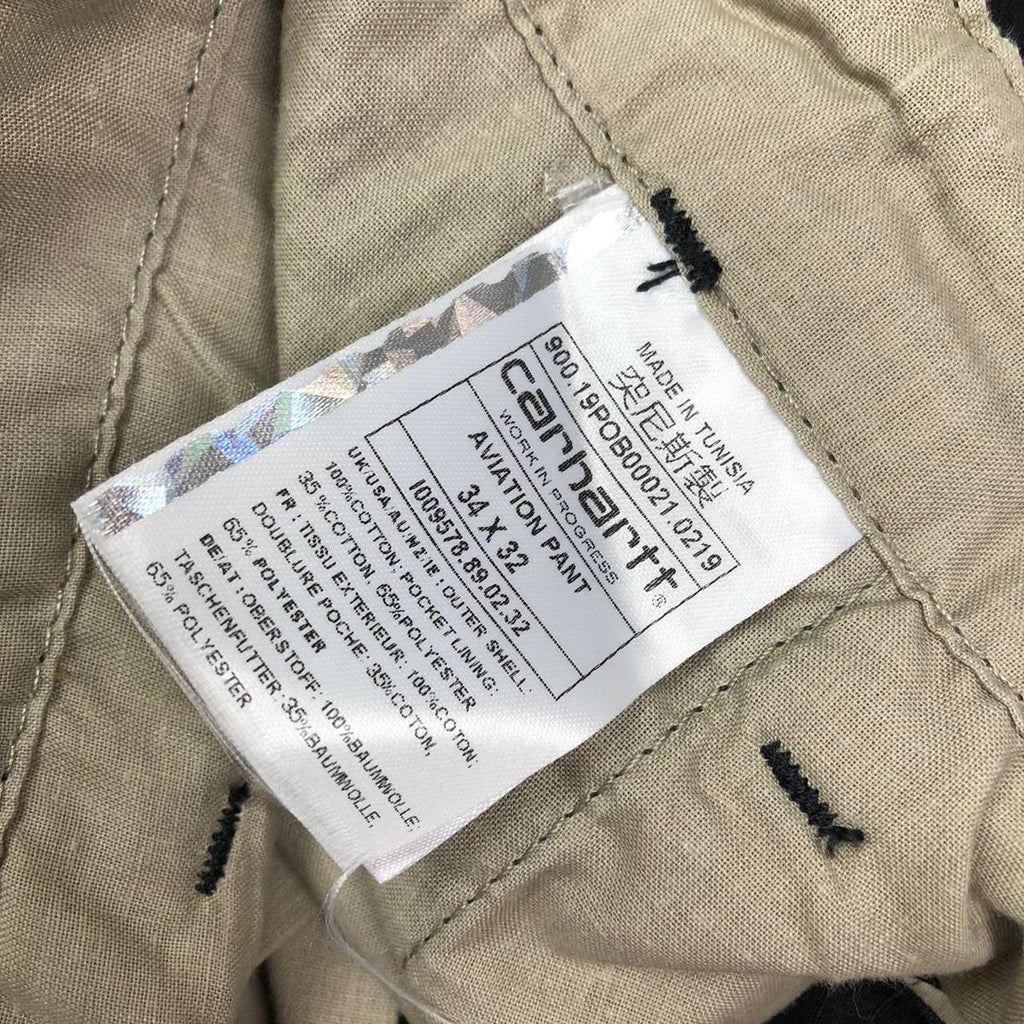 MADE IN TUNISIA
突尼斯製
900.19POB00021.0219
carhartt®
WORK IN PROGRESS
AVIATION PANT
34 X 32
I009578.89.02.32
UK/USA/AU/NZ/IE : OUTER SHELL:
100%COTTON; POCKET LINING:
35%COTTON, 65%POLYESTER
FR : TISSU EXTERIEUR: 100%COTON;
DOUBLURE POCHE: 35%COTON,
65% POLYESTER
DE/AT : OBERSTOFF: 100%BAUMWOLLE;
TASCHENFUTTER: 35%BAUMWOLLE,
65% POLYESTER